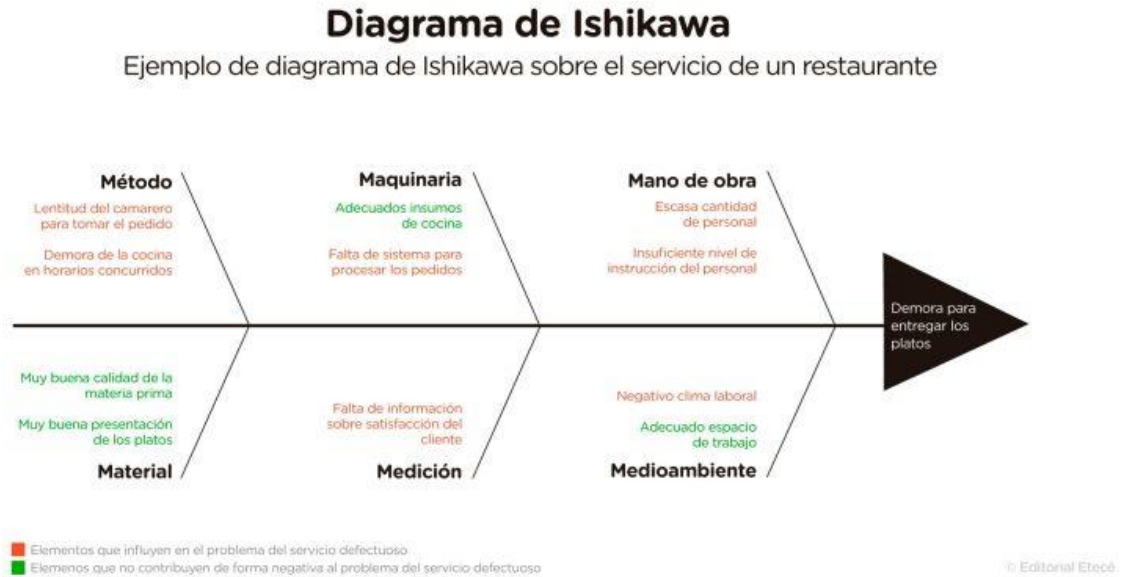 Diagrama de Ishikawa
Ejemplo de diagrama de Ishikawa sobre el servicio de un restaurante
Método
Lentitud del camarero
para tomar el pedido
Demora de la cocina
en horarios concurridos
Maquinaria
Adecuados insumos
de cocina
Falta de sistema para
procesar los pedidos
Mano de obra
Escasa cantidad
de personal
Insuficiente nivel de
instrucción del personal
Demora para
entregar los
platos
Muy buena calidad de la
materia prima
Muy buena presentación
de los platos
Material
Falta de información
sobre satisfacción del
cliente
Medición
Negativo clima laboral
Adecuado espacio
de trabajo
Medioambiente
Elementos que influyen en el problema del servicio defectuoso
Elemenos que no contribuyen de forma negativa al problema del servicio defectuoso
© Editorial Etecé